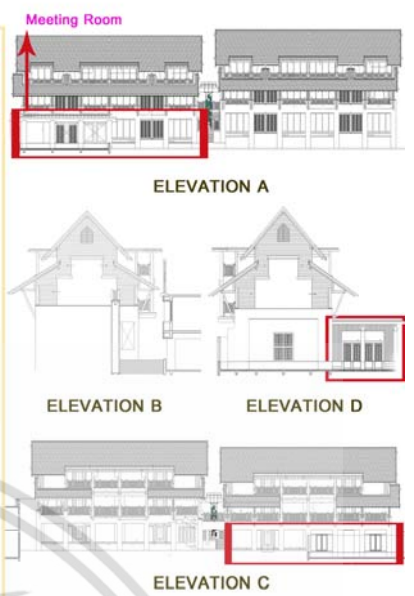 Meeting Room
ELEVATION A
ELEVATION B
ELEVATION D
ELEVATION C